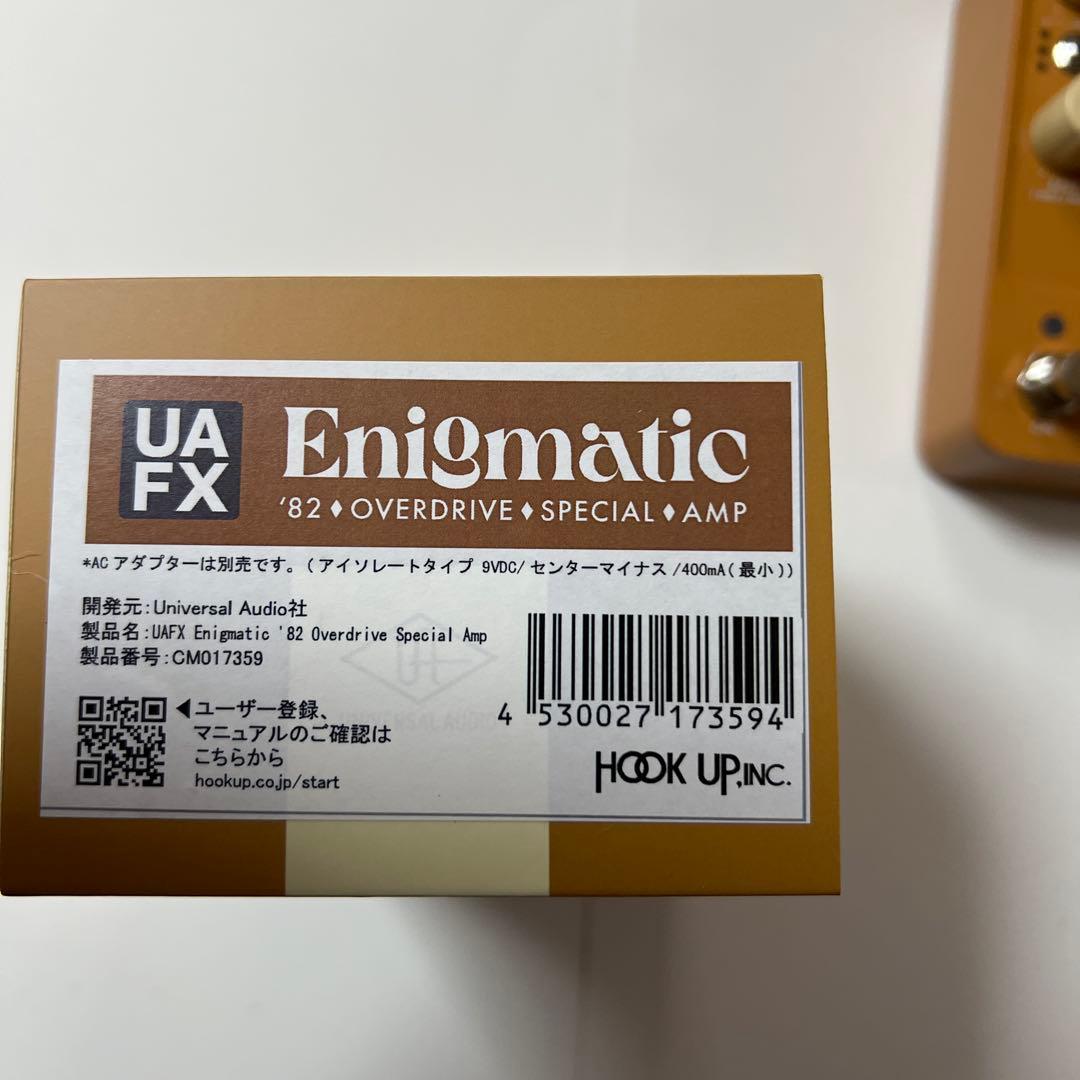 UA
FX
Enigmatic
'82♦OVERDRIVE♦SPECIAL♦AMP
*ACアダプターは別売です。(アイソレートタイプ 9VDC/センターマイナス/400mA(最小))
開発元:Universal Audio社
製品名:UAFX Enigmatic '82 Overdrive Special Amp
製品番号:CM017359
◀ユーザー登録、
マニュアルのご確認は
こちらから
hookup.co.jp/start
4 530027 173594
HOOK UP,INC.